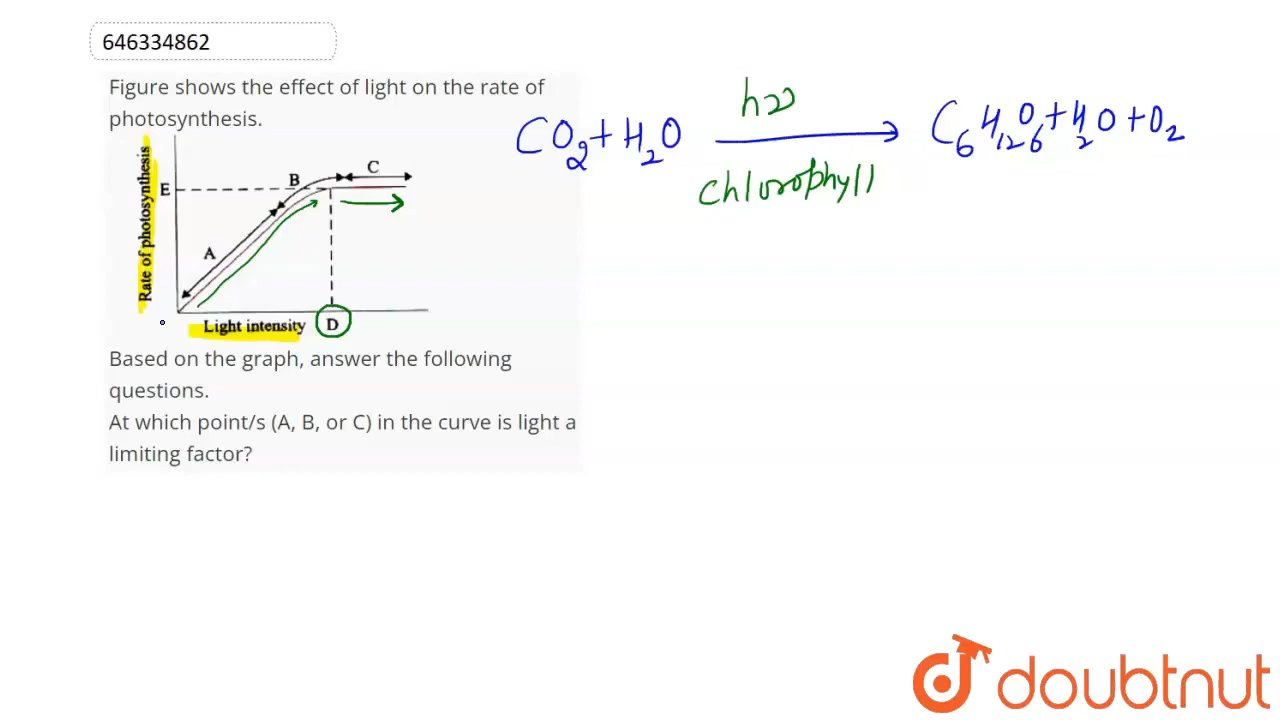 646334862
Figure shows the effect of light on the rate of
photosynthesis.
Rate of photosynthesis
E
A
B
C
Light intensity
D
CO2 + H2O
hν
chlorophyll
C6H12O6 + H2O + O2
Based on the graph, answer the following
questions.
At which point/s (A, B, or C) in the curve is light a
limiting factor?
doubtnut